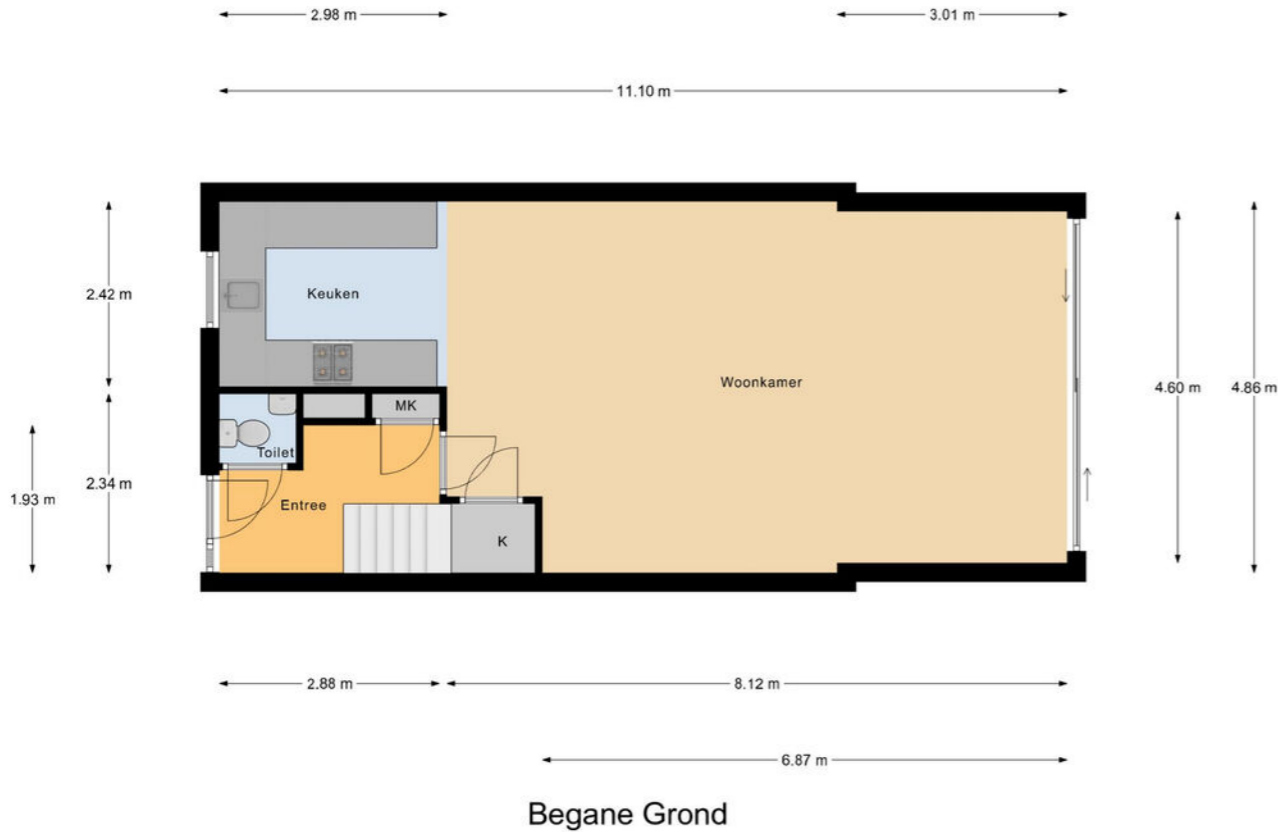 2.98 m
3.01 m
11.10 m
2.42 m
Keuken
Woonkamer
4.60 m
4.86 m
MK
Toilet
2.34 m
1.93 m
Entree
K
2.88 m
8.12 m
6.87 m
Begane Grond